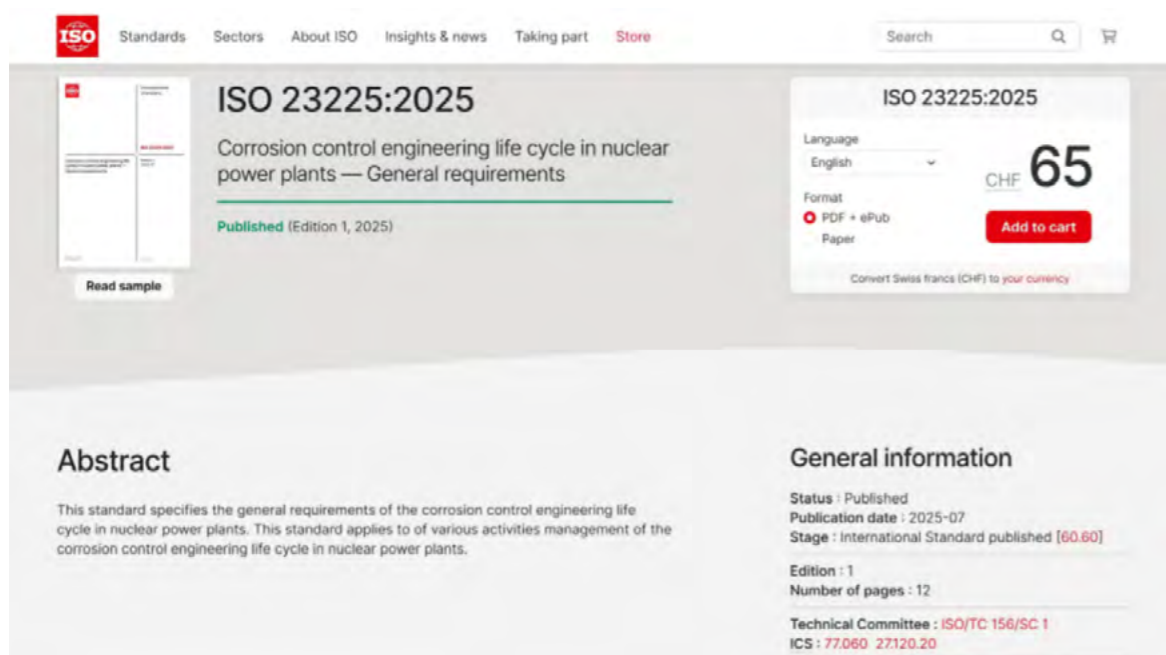 ISO
Standards Sectors About ISO Insights & news Taking part Store
Search
ISO 23225:2025
Corrosion control engineering life cycle in nuclear
power plants — General requirements
Published (Edition 1, 2025)
Read sample
ISO 23225:2025
Language
English
CHF 65
Format
PDF + ePub
Paper
Add to cart
Convert Swiss francs (CHF) to your currency
Abstract
This standard specifies the general requirements of the corrosion control engineering life
cycle in nuclear power plants. This standard applies to of various activities management of the
corrosion control engineering life cycle in nuclear power plants.
General information
Status : Published
Publication date : 2025-07
Stage : International Standard published [60.60]
Edition : 1
Number of pages : 12
Technical Committee : ISO/TC 156/SC 1
ICS : 77.060 27.120.20